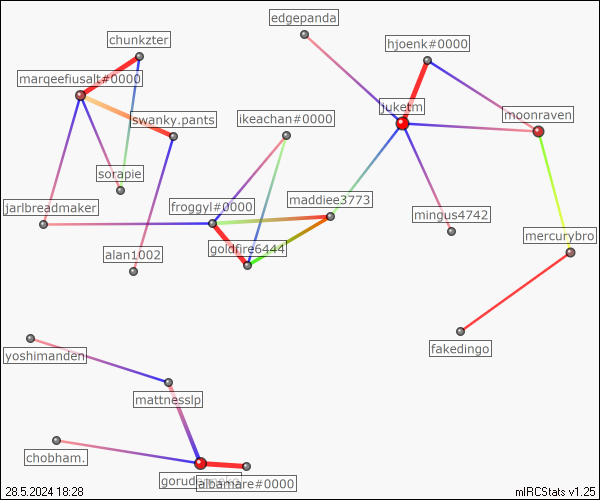 edgepanda
chunkzter
hjoenk#0000
marqeefiusalt#0000
juketm
moonraven
swanky.pants
ikeachan#0000
sorapie
maddiee3773
jarlbreadmaker
froggyl#0000
mingus4742
mercurybro
goldfire6444
alan1002
fakedingo
yoshimanden
mattnesslp
chobham.
albamare#0000
28.5.2024 18:28
mIRCStats v1.25